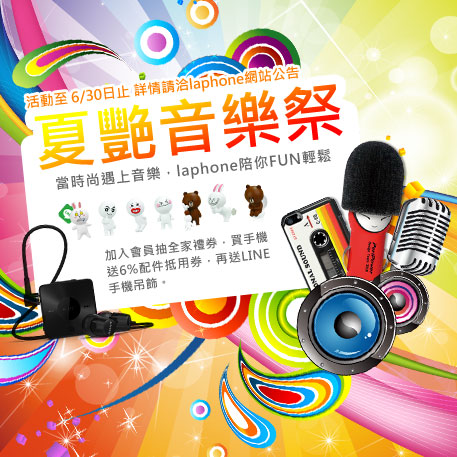 活動至 6/30日止 詳情請洽laphone網站公告
夏艷音樂祭
當時尚遇上音樂．laphone陪你FUN輕鬆
加入會員抽全家禮券．買手機
送6%配件抵用券．再送LINE
手機吊飾。